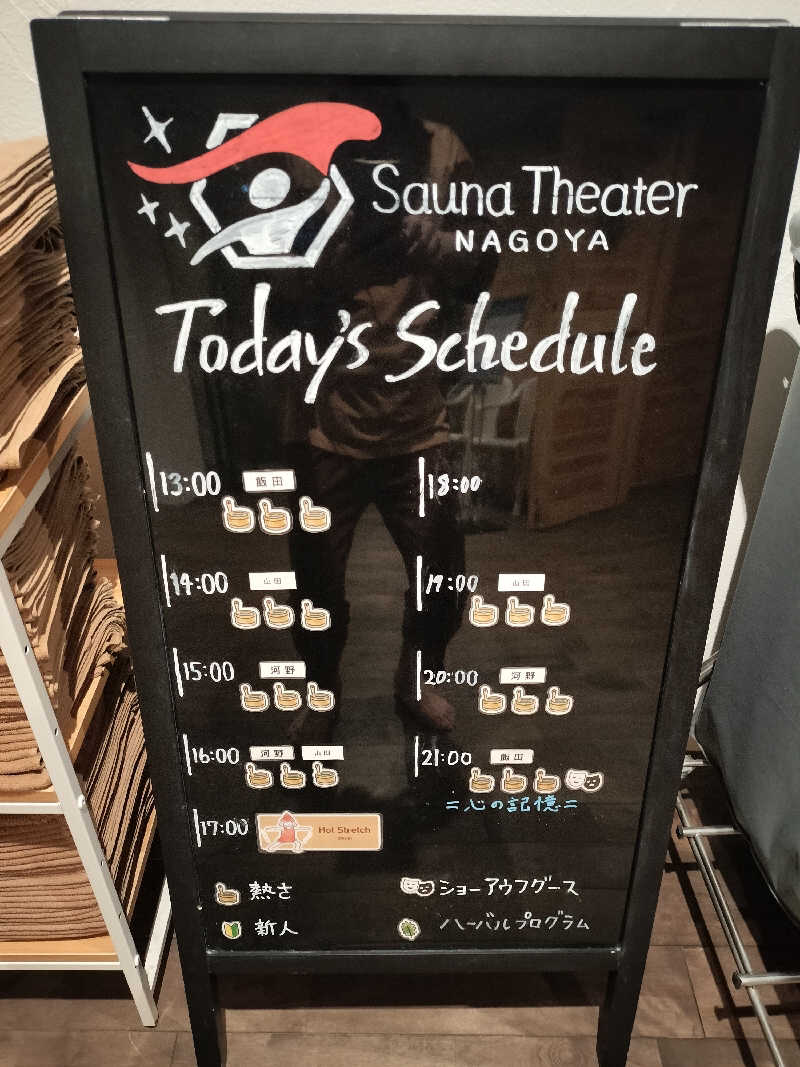 Sauna Theater
NAGOYA
Today's Schedule
13:00 飯田
14:00 山田
15:00 河野
16:00 河野 山田
17:00 Hot Stretch
18:00
19:00 山田
20:00 河野
21:00 飯田
=心の記憶=
熱さ
新人
ショーアウフグース
ハーバルプログラム